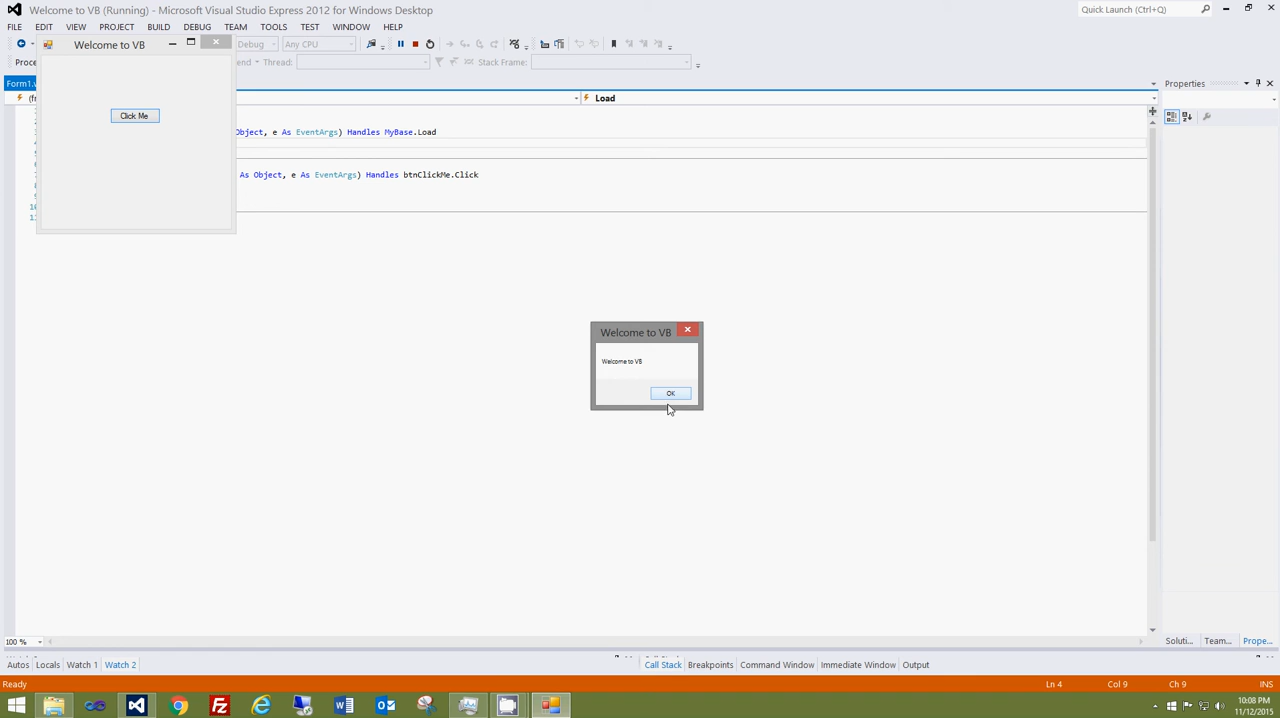 Welcome to VB (Running) - Microsoft Visual Studio Express 2012 for Windows Desktop
Quick Launch (Ctrl+Q)
FILE EDIT VIEW PROJECT BUILD DEBUG TEAM TOOLS TEST WINDOW HELP
Debug Any CPU
Thread: Stack Frame:
Welcome to VB
Click Me
Form1.v
Load
Properties
Object, e As EventArgs) Handles MyBase.Load
As Object, e As EventArgs) Handles btnClickMe.Click
Welcome to VB
Welcome to VB
OK
100 %
Soluti... Team... Prope...
Autos Locals Watch 1 Watch 2
Call Stack Breakpoints Command Window Immediate Window Output
Ready
Ln 4 Col 9 Ch 9 INS
10:08 PM
11/12/2015